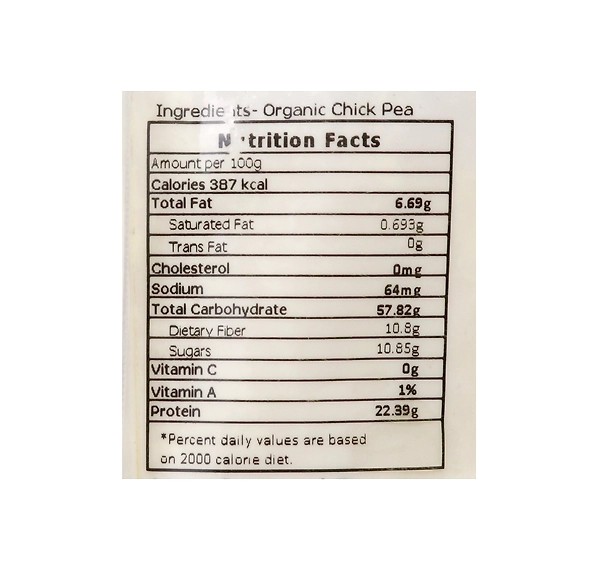 Ingredients- Organic Chick Pea
Nutrition Facts
Amount per 100g
Calories 387 kcal
Total Fat 6.69g
Saturated Fat 0.693g
Trans Fat 0g
Cholesterol 0mg
Sodium 64mg
Total Carbohydrate 57.82g
Dietary Fiber 10.8g
Sugars 10.85g
Vitamin C 0g
Vitamin A 1%
Protein 22.39g
*Percent daily values are based
on 2000 calorie diet.